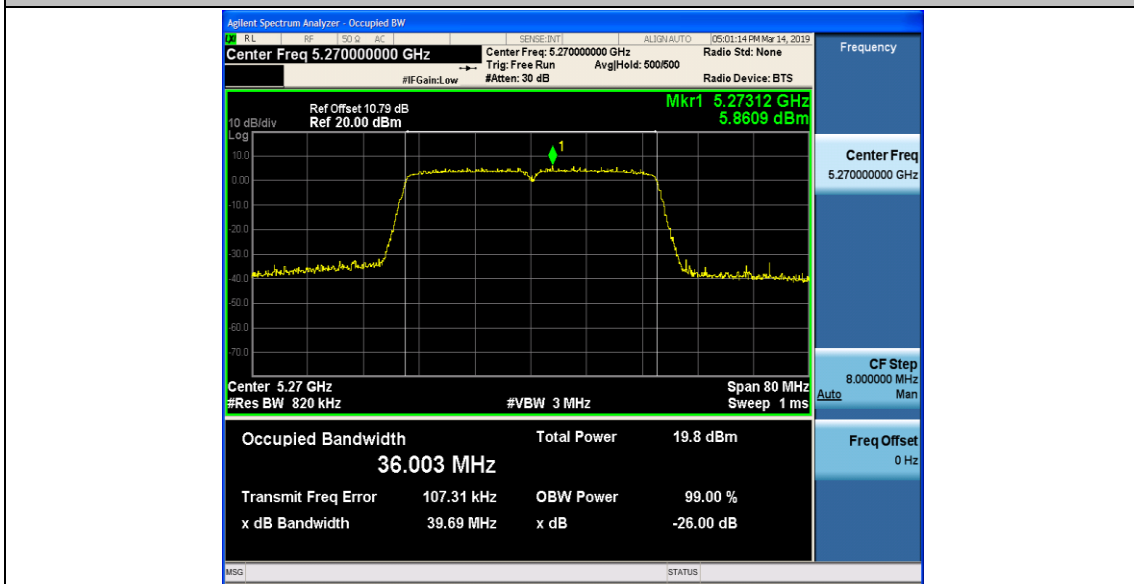 Agilent Spectrum Analyzer - Occupied BW
RL RF 50 Ω AC SENSE:INT ALIGN AUTO 05:01:14 PM Mar 14, 2019
Center Freq 5.270000000 GHz
Center Freq: 5.270000000 GHz
Radio Std: None
Trig: Free Run Avg|Hold: 500/500
#IFGain:Low
#Atten: 30 dB
Radio Device: BTS
Mkr1 5.27312 GHz
5.8609 dBm
Ref Offset 10.79 dB
10 dB/div Ref 20.00 dBm
Log
10.0
0.00
-10.0
-20.0
-30.0
-40.0
-50.0
-60.0
-70.0
1
Center 5.27 GHz
Span 80 MHz
#Res BW 820 kHz
#VBW 3 MHz
Sweep 1 ms
Occupied Bandwidth
36.003 MHz
Total Power 19.8 dBm
Transmit Freq Error 107.31 kHz
OBW Power 99.00 %
x dB Bandwidth 39.69 MHz
x dB -26.00 dB
MSG
STATUS
Frequency
Center Freq
5.270000000 GHz
CF Step
8.000000 MHz
Auto Man
Freq Offset
0 Hz